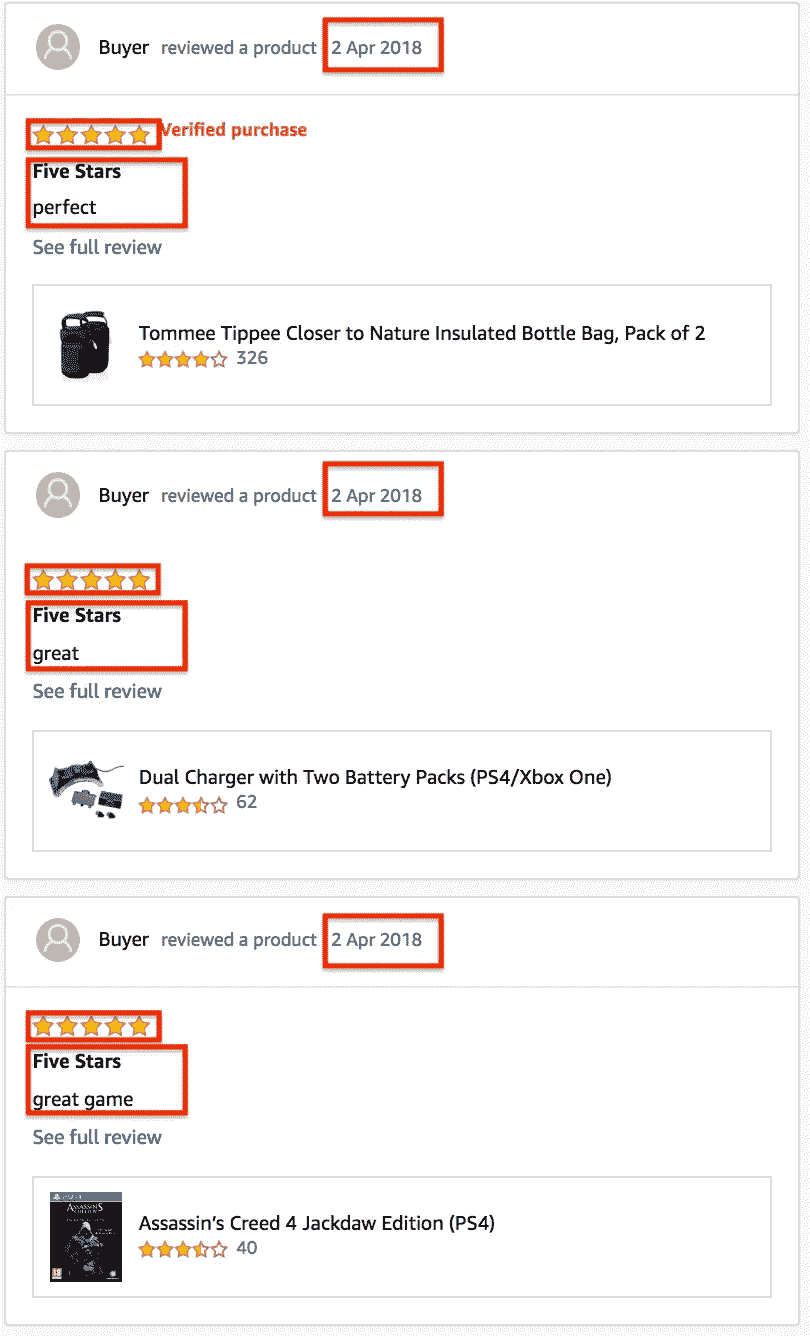 Buyer reviewed a product 2 Apr 2018
Verified purchase
Five Stars
perfect
See full review
Tommee Tippee Closer to Nature Insulated Bottle Bag, Pack of 2
326
Buyer reviewed a product 2 Apr 2018
Five Stars
great
See full review
Dual Charger with Two Battery Packs (PS4/Xbox One)
62
Buyer reviewed a product 2 Apr 2018
Five Stars
great game
See full review
ASSASSIN'S
Assassin's Creed 4 Jackdaw Edition (PS4)
40